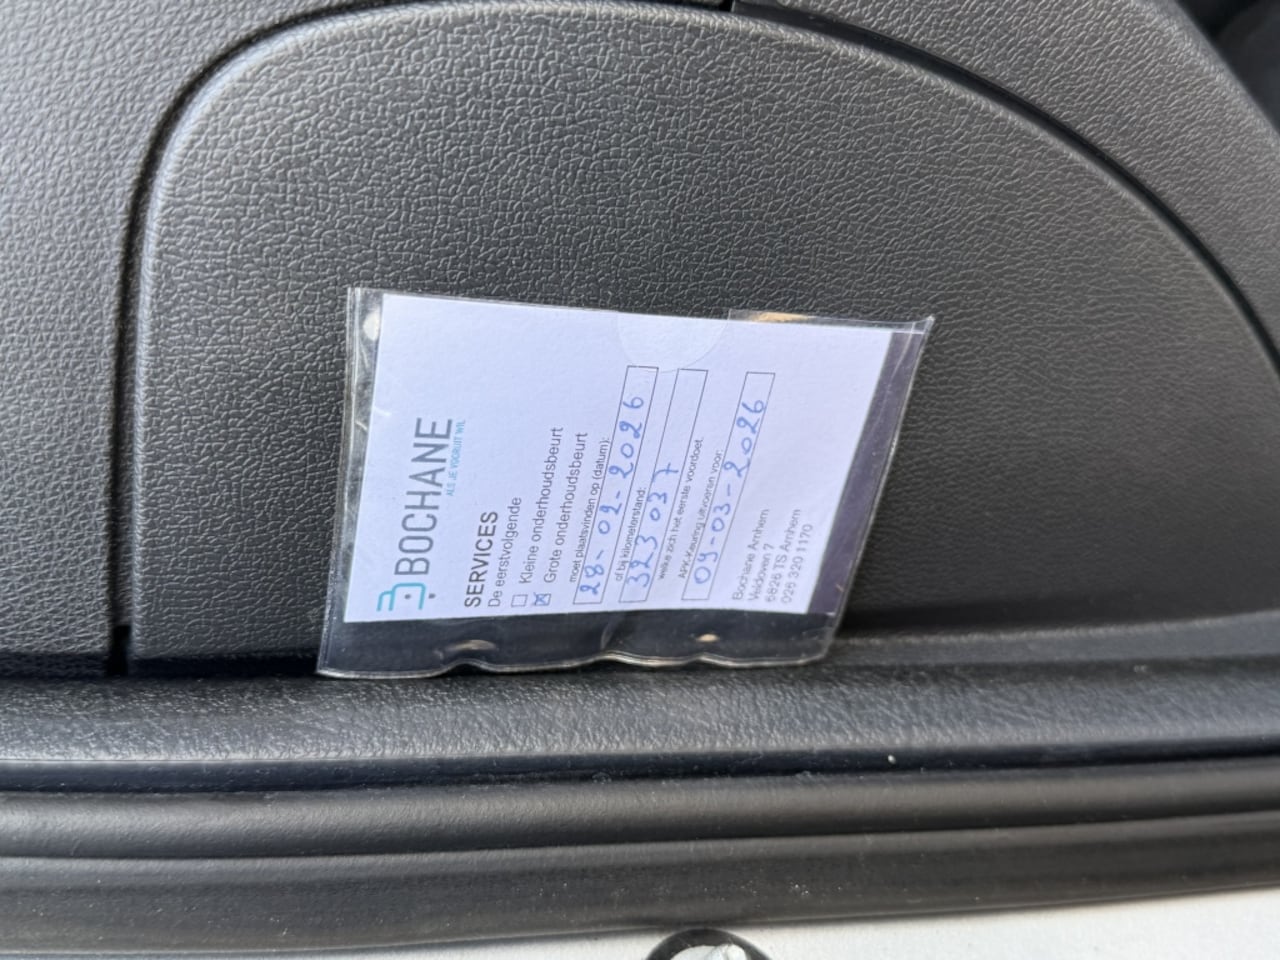 BOCHANE
ALS JE VOORUIT WIL
SERVICES
De eerstvolgende
Kleine onderhoudsbeurt
Grote onderhoudsbeurt
moet plaatsvinden op (datum):
28-02-2026
of bij kilometerstand:
323 037
welke zich het eerste voordoet.
APK-Keuring uitvoeren voor:
09-03-2026
Bochane Arnhem
Veldoven 7
6826 TS Arnhem
026 320 1170